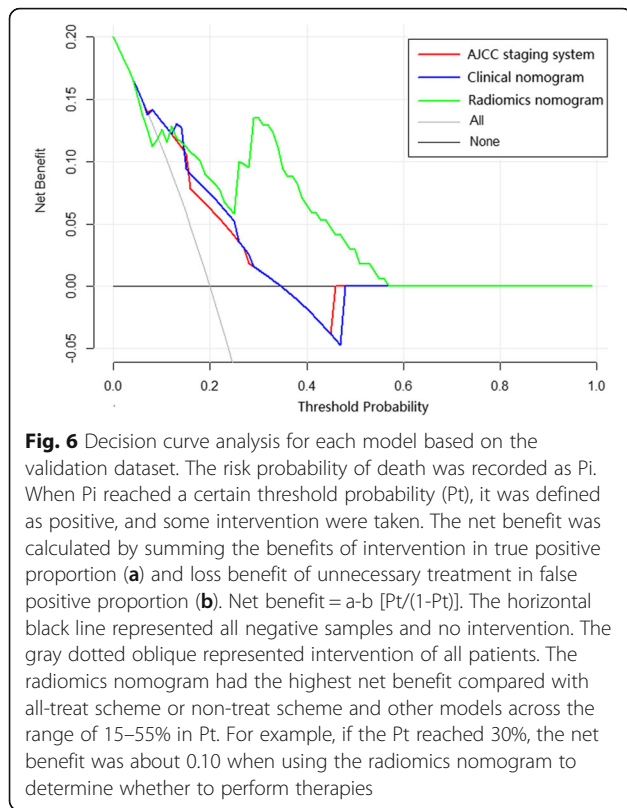 0.20
0.15
0.10
0.05
0.00
-0.05
Net Benefit
AJCC staging system
Clinical nomogram
Radiomics nomogram
All
None
0.0
0.2
0.4
0.6
0.8
1.0
Threshold Probability
Fig. 6 Decision curve analysis for each model based on the
validation dataset. The risk probability of death was recorded as Pi.
When Pi reached a certain threshold probability (Pt), it was defined
as positive, and some intervention were taken. The net benefit was
calculated by summing the benefits of intervention in true positive
proportion (a) and loss benefit of unnecessary treatment in false
positive proportion (b). Net benefit = a-b [Pt/(1-Pt)]. The horizontal
black line represented all negative samples and no intervention. The
gray dotted oblique represented intervention of all patients. The
radiomics nomogram had the highest net benefit compared with
all-treat scheme or non-treat scheme and other models across the
range of 15–55% in Pt. For example, if the Pt reached 30%, the net
benefit was about 0.10 when using the radiomics nomogram to
determine whether to perform therapies